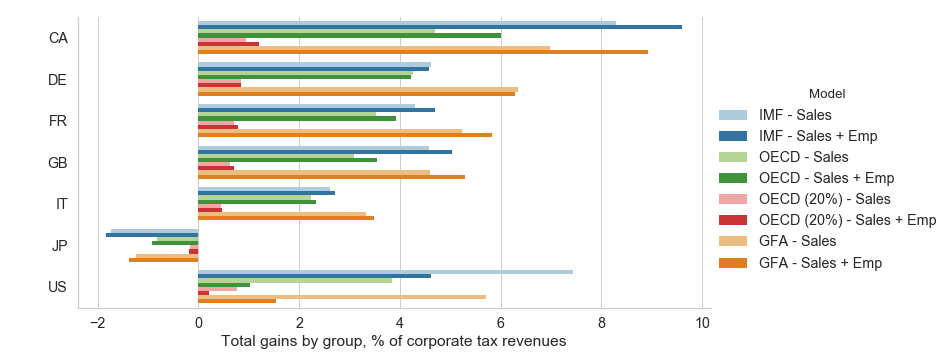 CA
DE
FR
GB
IT
JP
US
−2 0 2 4 6 8 10
Total gains by group, % of corporate tax revenues
Model
IMF - Sales
IMF - Sales + Emp
OECD - Sales
OECD - Sales + Emp
OECD (20%) - Sales
OECD (20%) - Sales + Emp
GFA - Sales
GFA - Sales + Emp